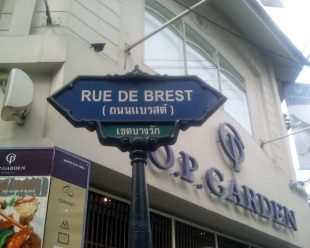 RUE DE BREST
( ถนนแบรสต์ )
เขตบางรัก
O.P. GARDEN
GARDEN